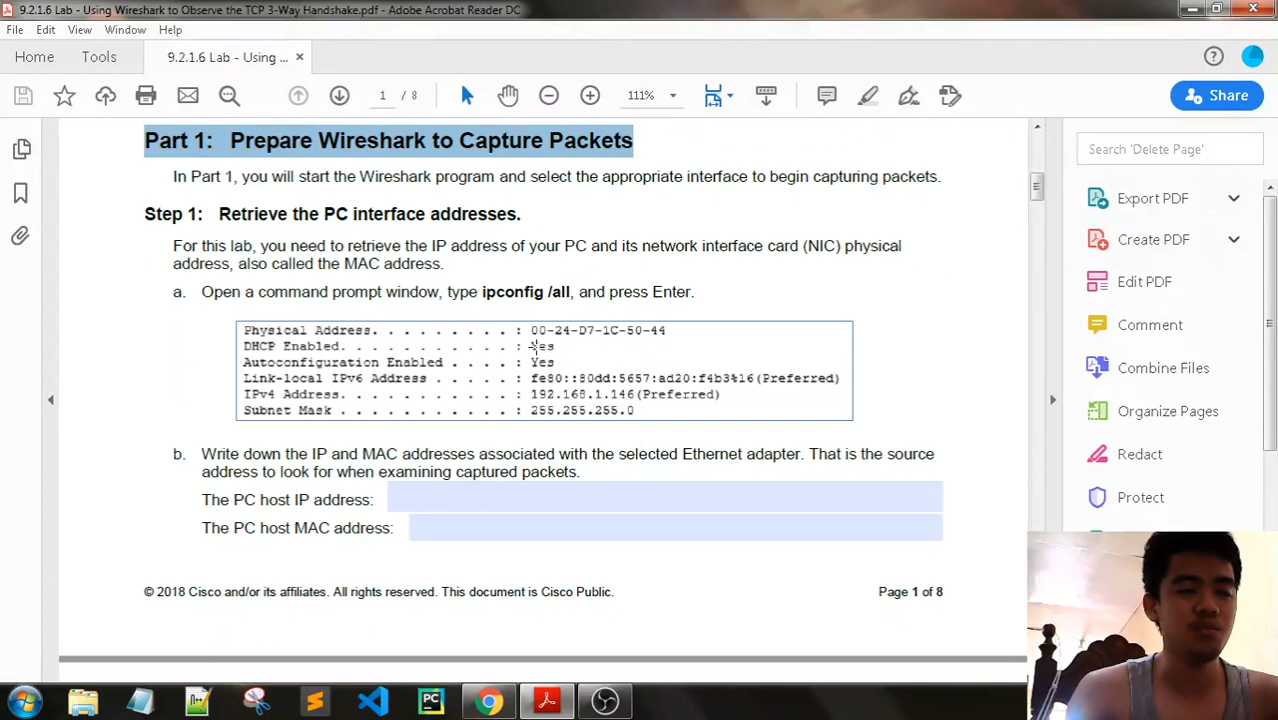 9.2.1.6 Lab - Using Wireshark to Observe the TCP 3-Way Handshake.pdf - Adobe Acrobat Reader DC
File Edit View Window Help
Home Tools 9.2.1.6 Lab - Using ... ×
1 / 8 111% Share
Part 1: Prepare Wireshark to Capture Packets
In Part 1, you will start the Wireshark program and select the appropriate interface to begin capturing packets.
Step 1: Retrieve the PC interface addresses.
For this lab, you need to retrieve the IP address of your PC and its network interface card (NIC) physical
address, also called the MAC address.
a. Open a command prompt window, type ipconfig /all, and press Enter.
Physical Address. . . . . . . . . : 00-24-D7-1C-50-44
DHCP Enabled. . . . . . . . . . . : Yes
Autoconfiguration Enabled . . . . : Yes
Link-local IPv6 Address . . . . . : fe80::80dd:5657:ad20:f4b3%16(Preferred)
IPv4 Address. . . . . . . . . . . : 192.168.1.146(Preferred)
Subnet Mask . . . . . . . . . . . : 255.255.255.0
b. Write down the IP and MAC addresses associated with the selected Ethernet adapter. That is the source
address to look for when examining captured packets.
The PC host IP address:
The PC host MAC address:
© 2018 Cisco and/or its affiliates. All rights reserved. This document is Cisco Public. Page 1 of 8
Search 'Delete Page'
Export PDF
Create PDF
Edit PDF
Comment
Combine Files
Organize Pages
Redact
Protect
PC